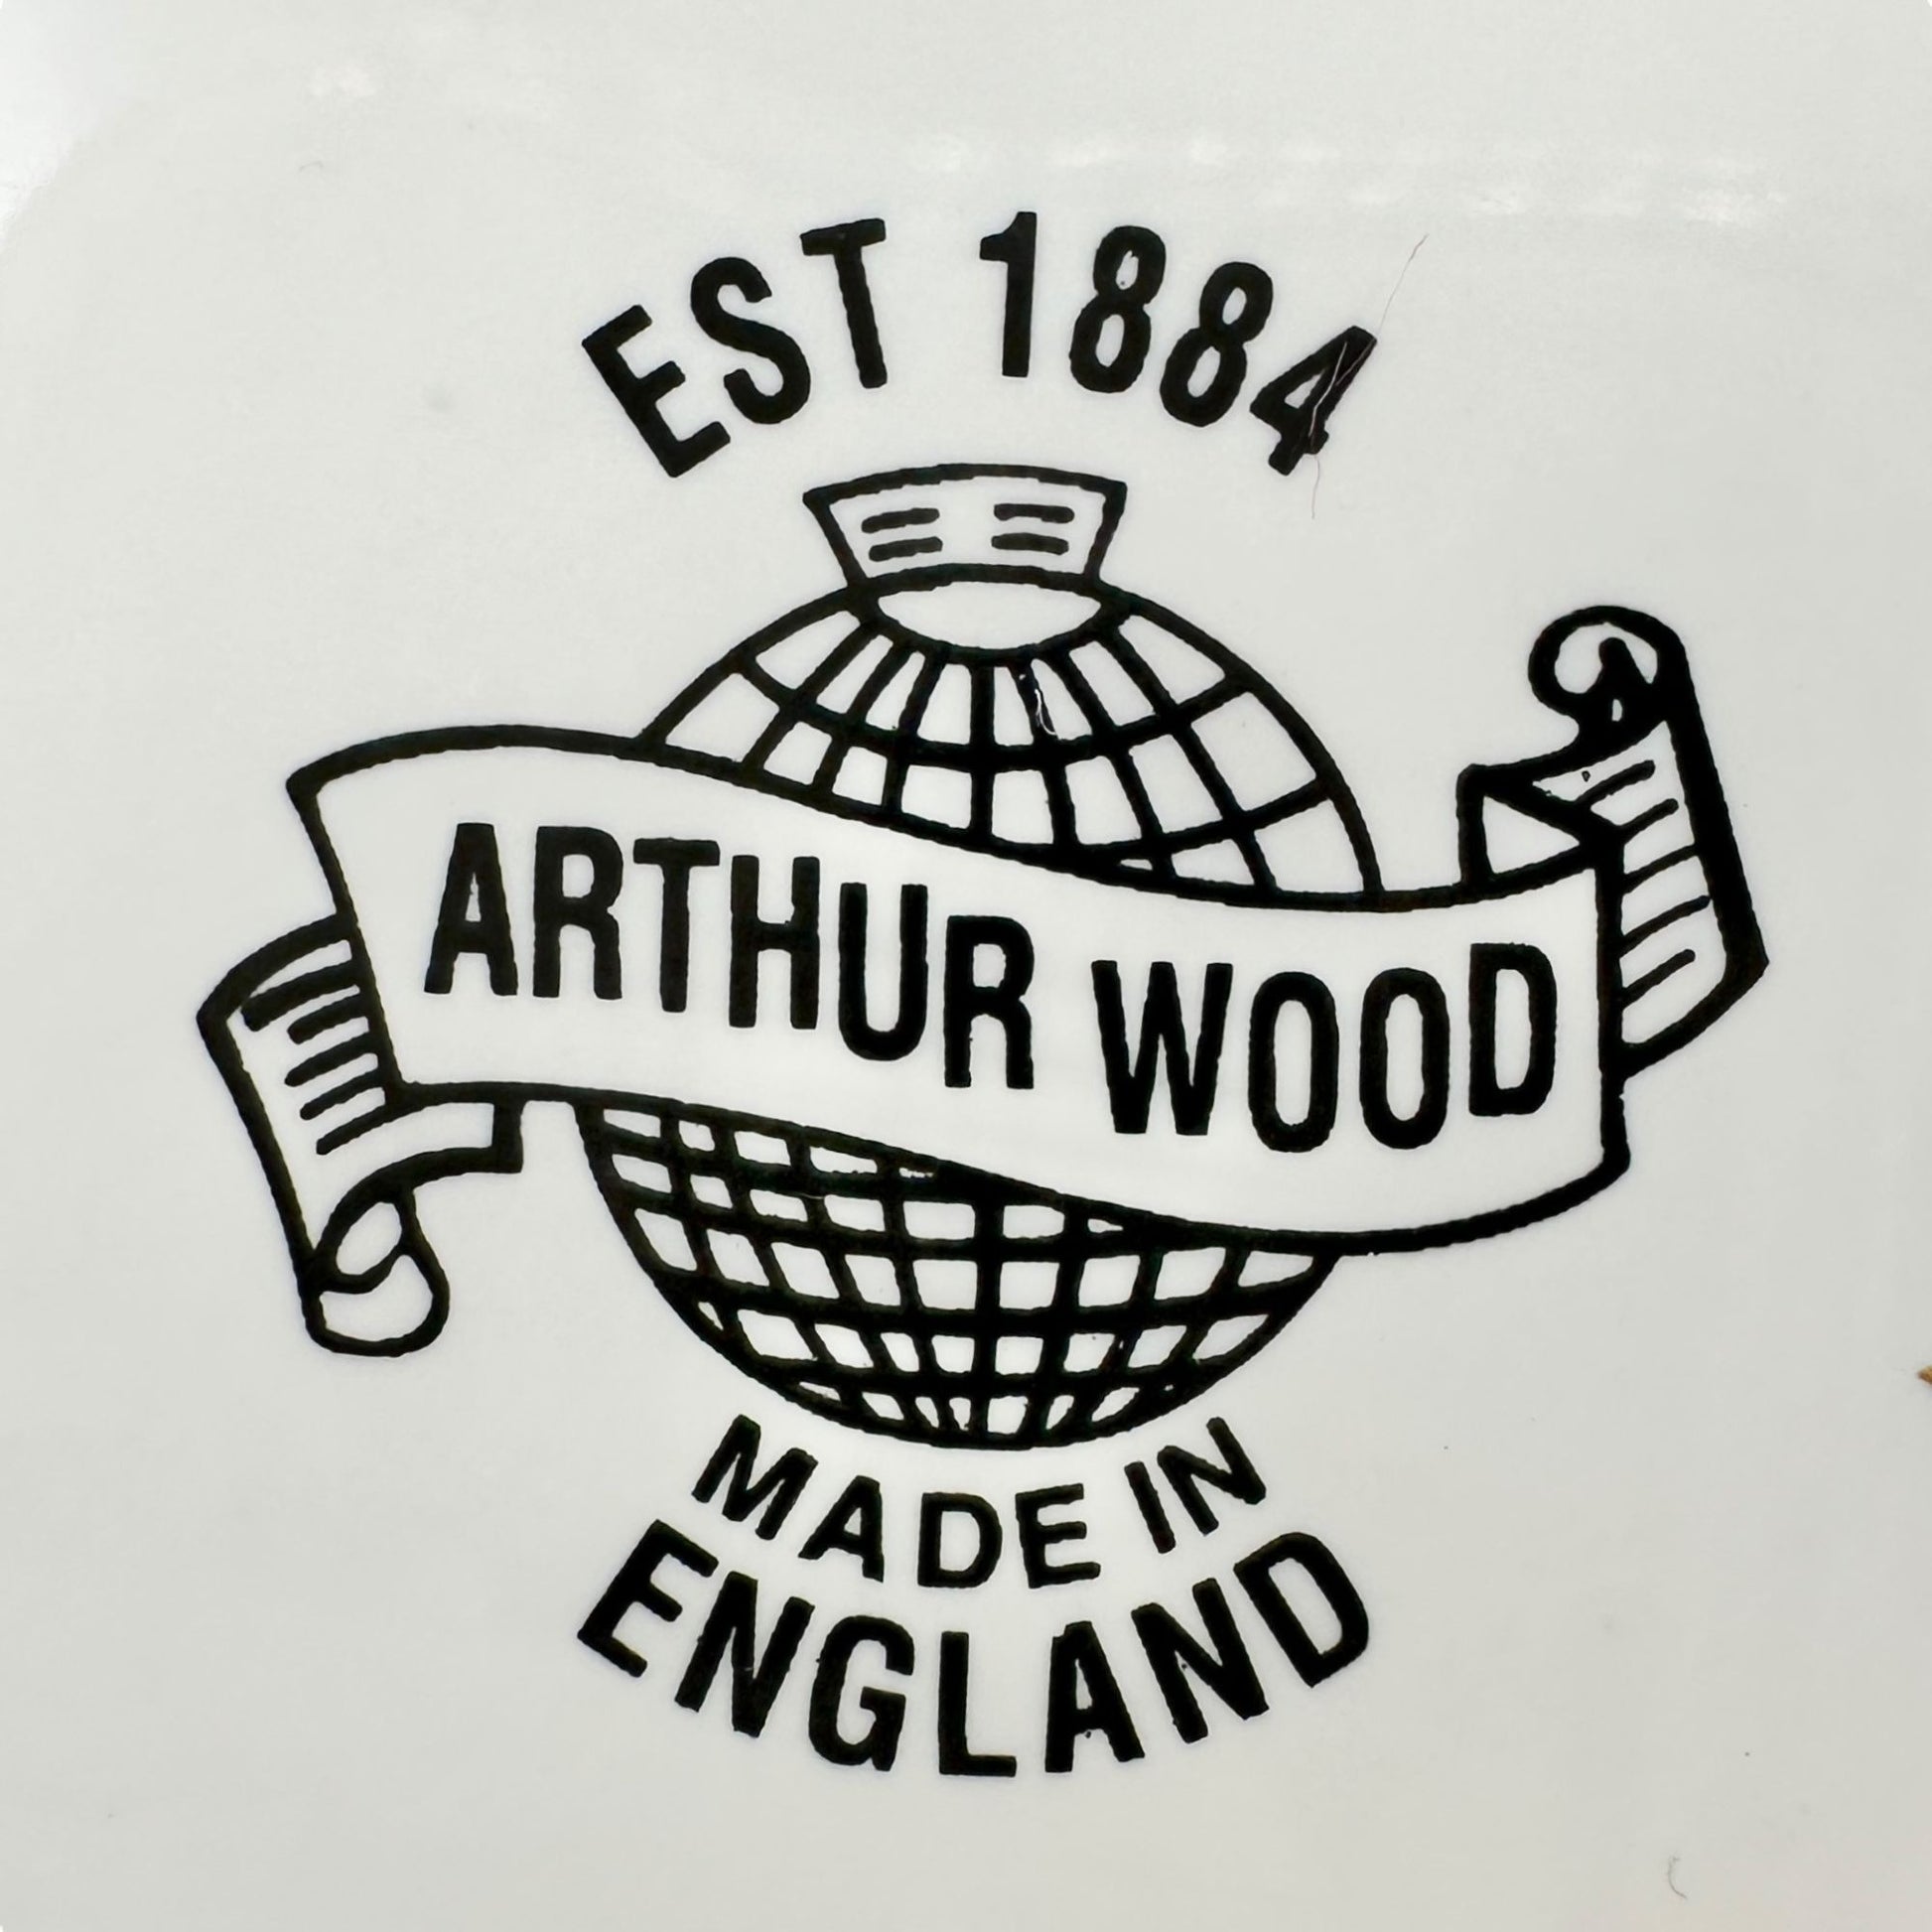 EST 1884
ARTHUR WOOD
MADE IN
ENGLAND